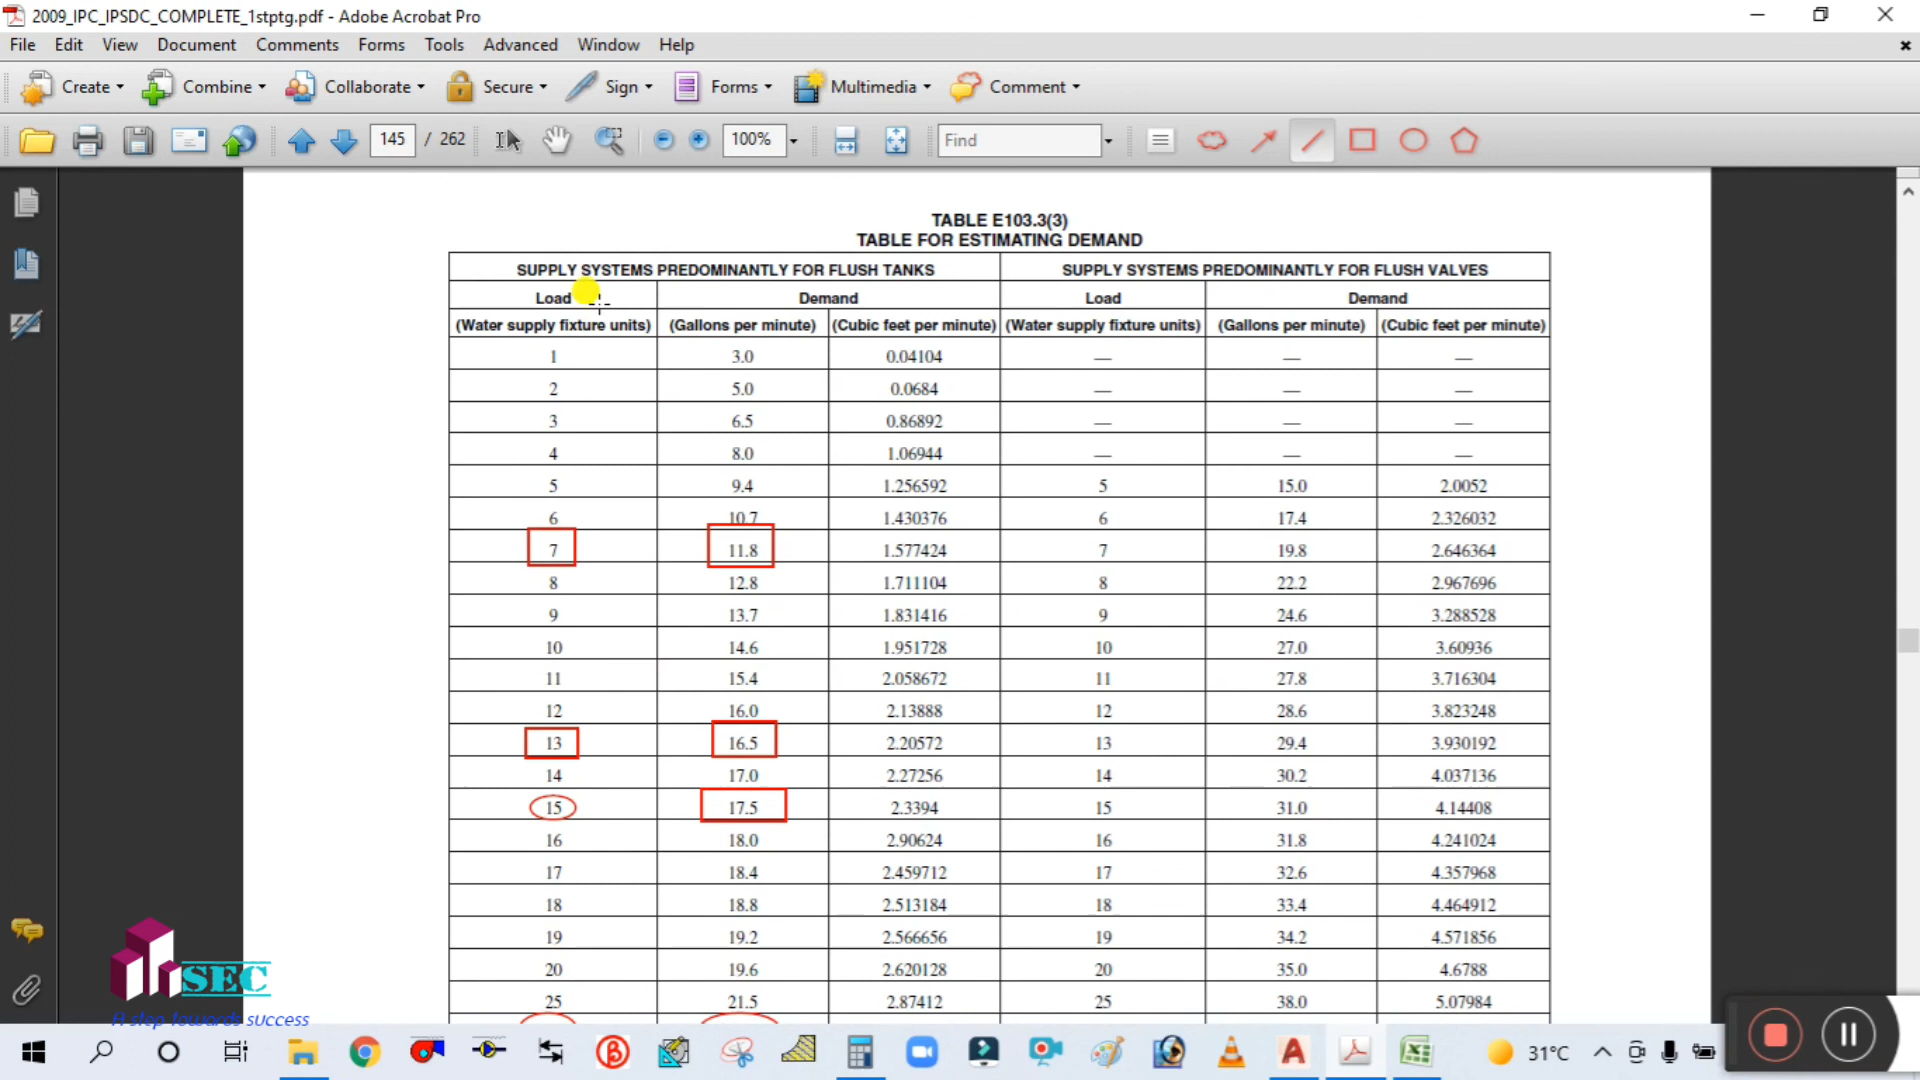 2009_IPC_IPSDC_COMPLETE_1stptg.pdf - Adobe Acrobat Pro
File Edit View Document Comments Forms Tools Advanced Window Help
Create Combine Collaborate Secure Sign Forms Multimedia Comment
145 / 262 100% Find
TABLE E103.3(3)
TABLE FOR ESTIMATING DEMAND
SUPPLY SYSTEMS PREDOMINANTLY FOR FLUSH TANKS SUPPLY SYSTEMS PREDOMINANTLY FOR FLUSH VALVES
Load Demand Load Demand
(Water supply fixture units) (Gallons per minute) (Cubic feet per minute) (Water supply fixture units) (Gallons per minute) (Cubic feet per minute)
1 3.0 0.04104 — — —
2 5.0 0.0684 — — —
3 6.5 0.86892 — — —
4 8.0 1.06944 — — —
5 9.4 1.256592 5 15.0 2.0052
6 10.7 1.430376 6 17.4 2.326032
7 11.8 1.577424 7 19.8 2.646364
8 12.8 1.711104 8 22.2 2.967696
9 13.7 1.831416 9 24.6 3.288528
10 14.6 1.951728 10 27.0 3.60936
11 15.4 2.058672 11 27.8 3.716304
12 16.0 2.13888 12 28.6 3.823248
13 16.5 2.20572 13 29.4 3.930192
14 17.0 2.27256 14 30.2 4.037136
15 17.5 2.3394 15 31.0 4.14408
16 18.0 2.90624 16 31.8 4.241024
17 18.4 2.459712 17 32.6 4.357968
18 18.8 2.513184 18 33.4 4.464912
19 19.2 2.566656 19 34.2 4.571856
20 19.6 2.620128 20 35.0 4.6788
25 21.5 2.87412 25 38.0 5.07984
SEC
A step towards success
31°C